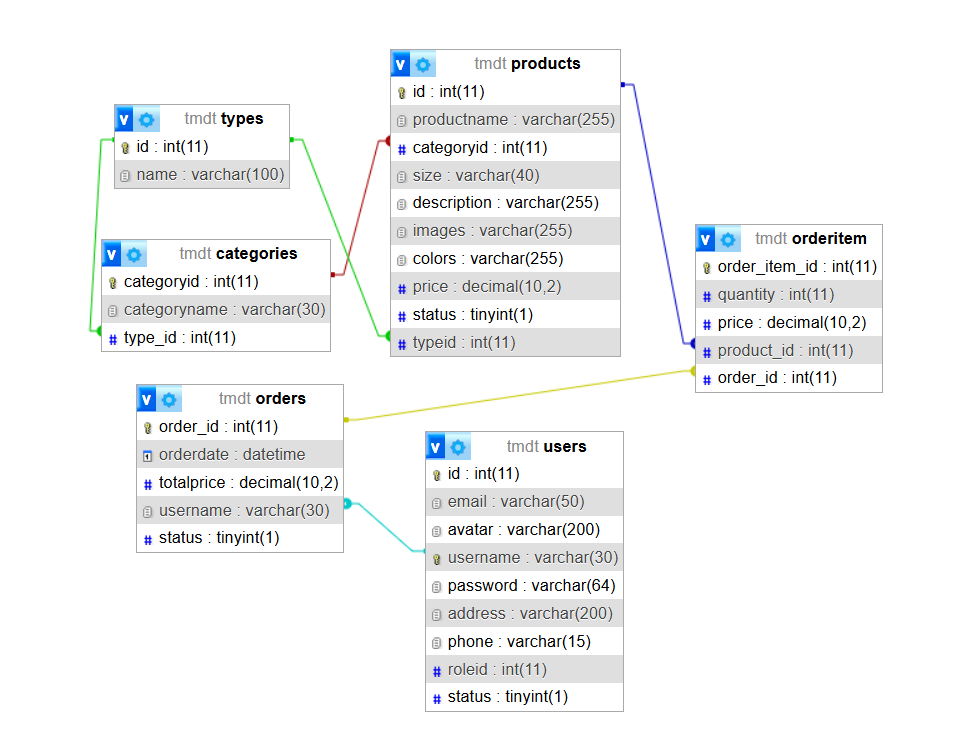 v tmdt types
id : int(11)
name : varchar(100)
v tmdt categories
categoryid : int(11)
categoryname : varchar(30)
type_id : int(11)
v tmdt products
id : int(11)
productname : varchar(255)
# categoryid : int(11)
size : varchar(40)
description : varchar(255)
images : varchar(255)
colors : varchar(255)
# price : decimal(10,2)
# status : tinyint(1)
# typeid : int(11)
v tmdt orderitem
order_item_id : int(11)
# quantity : int(11)
# price : decimal(10,2)
# product_id : int(11)
# order_id : int(11)
v tmdt orders
order_id : int(11)
1 orderdate : datetime
# totalprice : decimal(10,2)
username : varchar(30)
# status : tinyint(1)
v tmdt users
id : int(11)
email : varchar(50)
avatar : varchar(200)
username : varchar(30)
password : varchar(64)
address : varchar(200)
phone : varchar(15)
# roleid : int(11)
# status : tinyint(1)